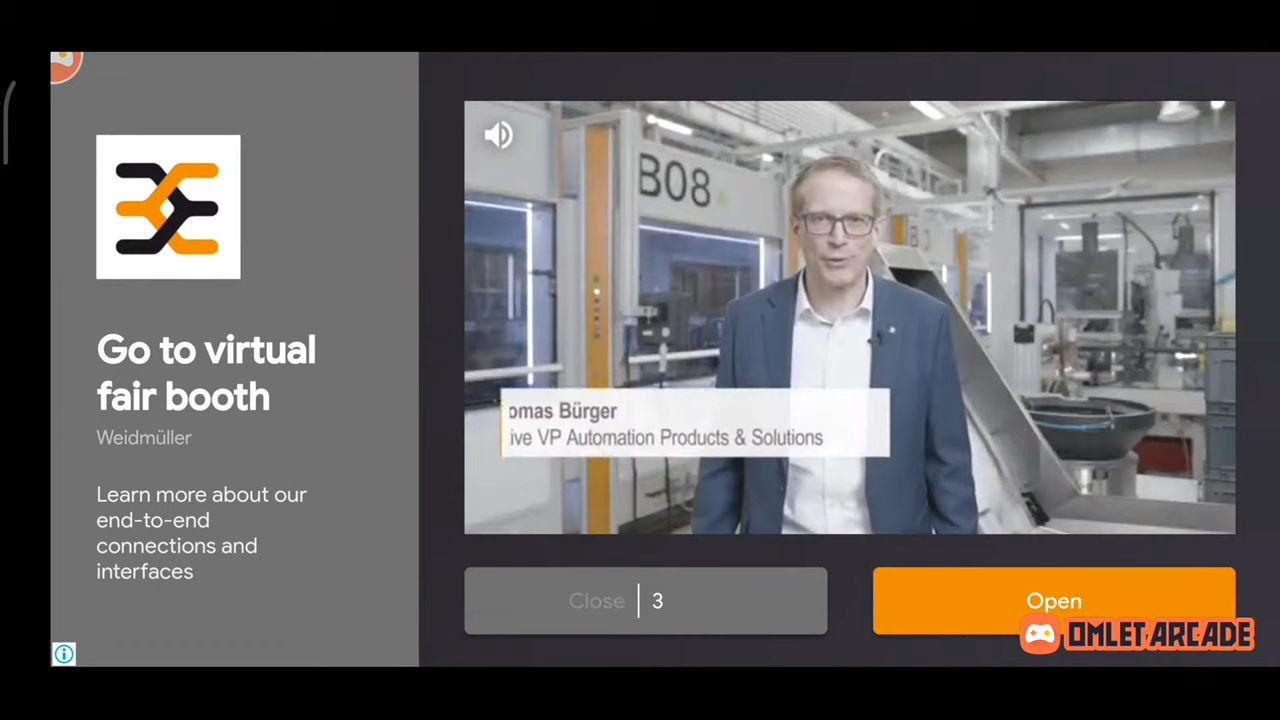 Go to virtual
fair booth
Weidmüller
Learn more about our
end-to-end
connections and
interfaces
B08
omas Bürger
ive VP Automation Products & Solutions
Close 3
Open
OMLET ARCADE